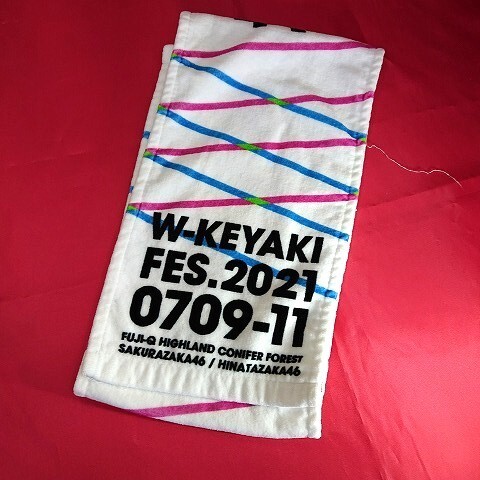 W-KEYAKI
FES.2021
0709-11
FUJI-Q HIGHLAND CONIFER FOREST
SAKURAZAKA46 / HINATAZAKA46